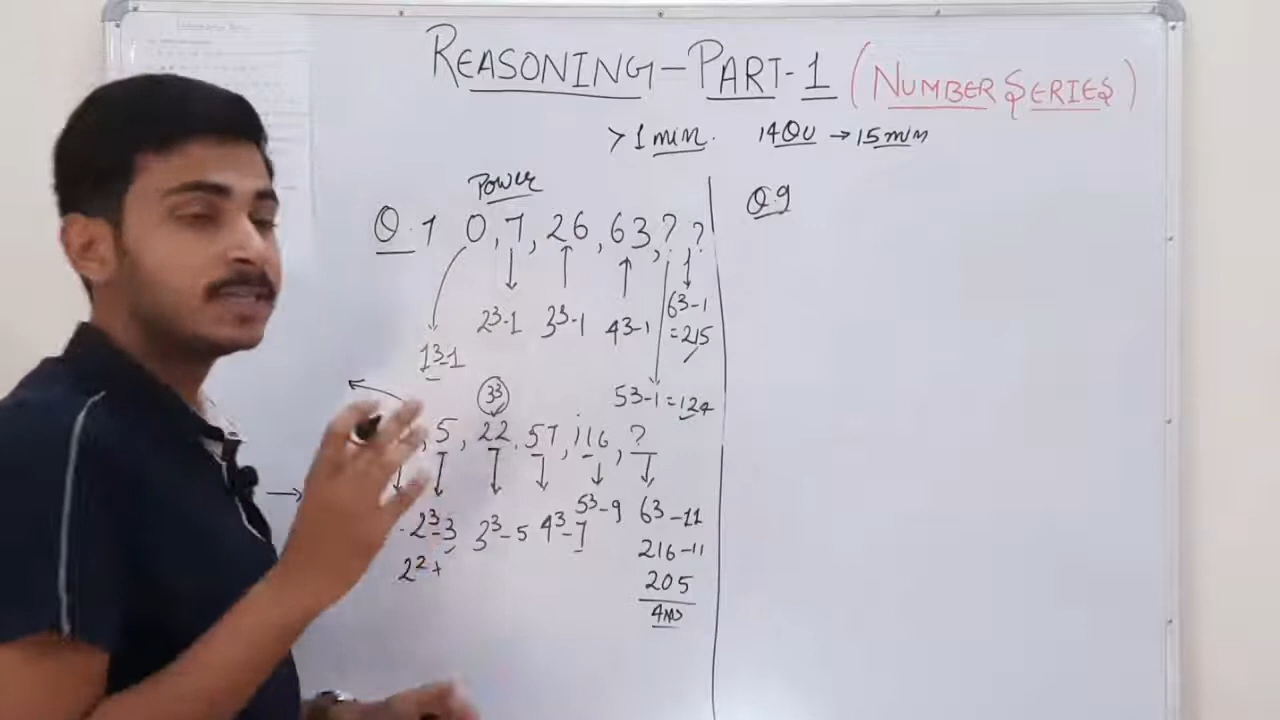 REASONING - PART-1 (NUMBER SERIES)
> 1 min. 14QU → 15 min
POWER
Q.1 0, 7, 26, 63, ? ?
2³-1 3³-1 4³-1 6³-1
= 215
1³-1
5³-1 = 124
3³
, 5, 22, 57, 116, ?
2³-3 3³-5 4³-7 5³-9 6³-11
2²+ 216-11
205
Ans
Q.9